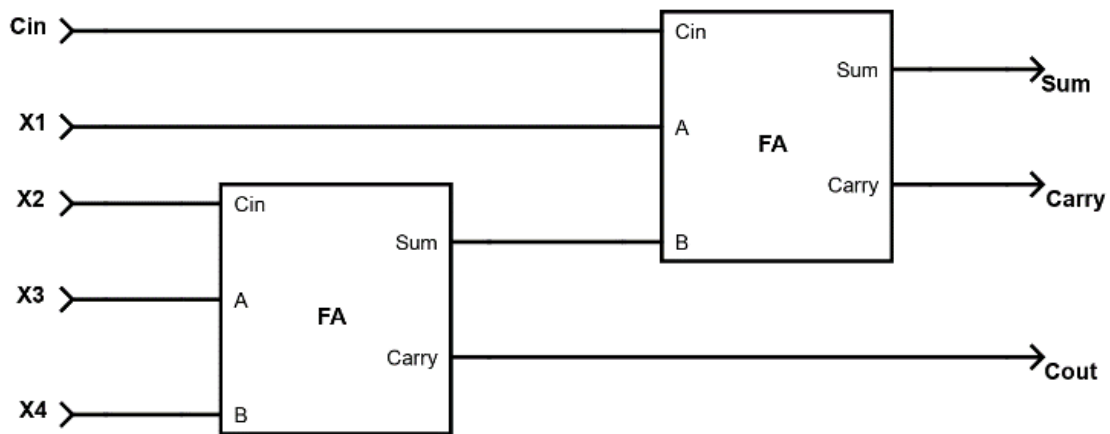 Cin
Cin
Sum
Sum
X1
A
FA
Carry
Carry
X2
Cin
Sum
B
X3
A
FA
Carry
Cout
X4
B